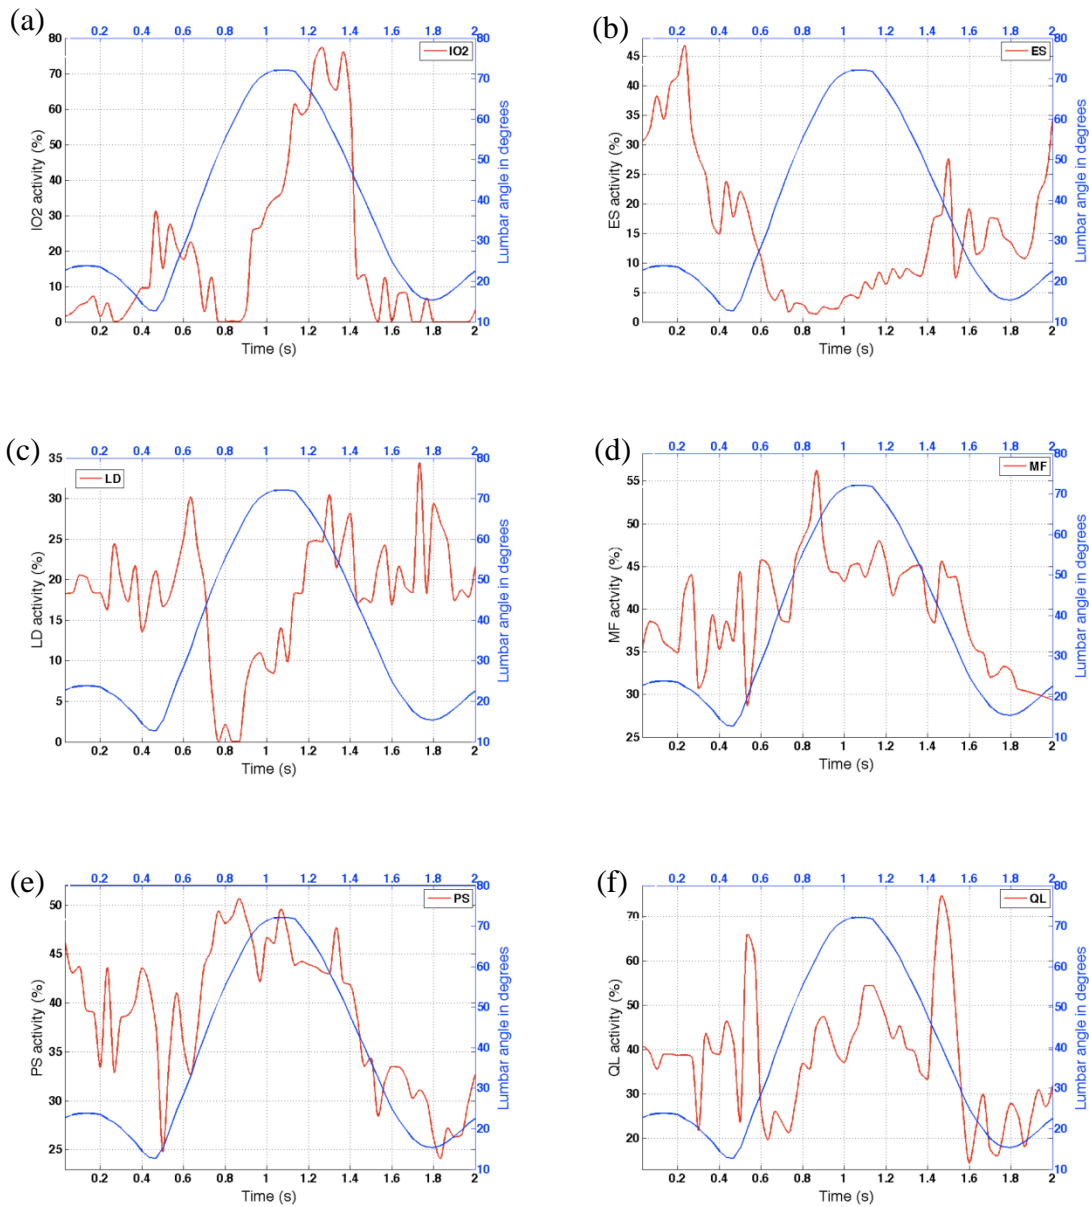 (a)
0.2 0.4 0.6 0.8 1 1.2 1.4 1.6 1.8 2
IO2
80 70 60 50 40 30 20 10 0
IO2 activity (%)
80 70 60 50 40 30 20 10
Lumbar angle in degrees
0.2 0.4 0.6 0.8 1 1.2 1.4 1.6 1.8 2
Time (s)
(b)
0.2 0.4 0.6 0.8 1 1.2 1.4 1.6 1.8 2
ES
45 40 35 30 25 20 15 10 5 0
ES activity (%)
80 70 60 50 40 30 20 10
Lumbar angle in degrees
0.2 0.4 0.6 0.8 1 1.2 1.4 1.6 1.8 2
Time (s)
(c)
0.2 0.4 0.6 0.8 1 1.2 1.4 1.6 1.8 2
LD
35 30 25 20 15 10 5 0
LD activity (%)
80 70 60 50 40 30 20 10
Lumbar angle in degrees
0.2 0.4 0.6 0.8 1 1.2 1.4 1.6 1.8 2
Time (s)
(d)
0.2 0.4 0.6 0.8 1 1.2 1.4 1.6 1.8 2
MF
55 50 45 40 35 30 25
MF actvity (%)
80 70 60 50 40 30 20 10
Lumbar angle in degrees
0.2 0.4 0.6 0.8 1 1.2 1.4 1.6 1.8 2
Time (s)
(e)
0.2 0.4 0.6 0.8 1 1.2 1.4 1.6 1.8 2
PS
50 45 40 35 30 25
PS activity (%)
80 70 60 50 40 30 20 10
Lumbar angle in degrees
0.2 0.4 0.6 0.8 1 1.2 1.4 1.6 1.8 2
Time (s)
(f)
0.2 0.4 0.6 0.8 1 1.2 1.4 1.6 1.8 2
QL
70 60 50 40 30 20
QL activity (%)
80 70 60 50 40 30 20 10
Lumbar angle in degrees
0.2 0.4 0.6 0.8 1 1.2 1.4 1.6 1.8 2
Time (s)